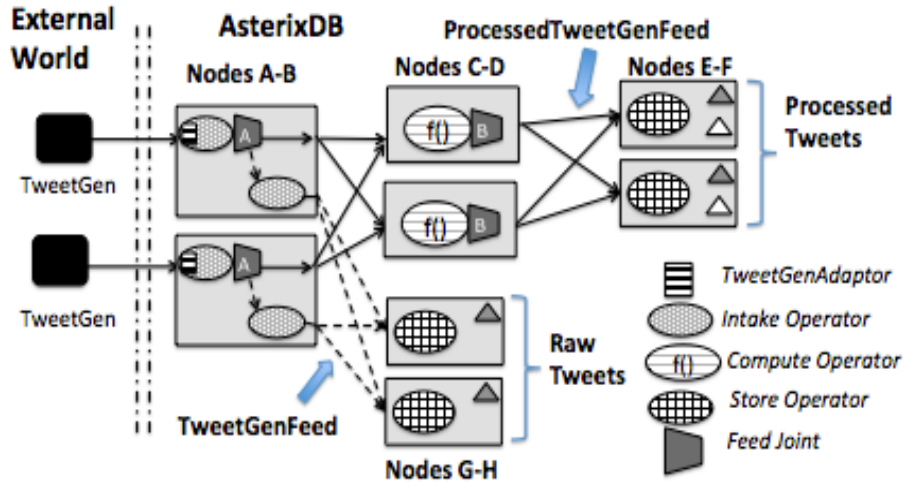 External
World
AsterixDB
ProcessedTweetGenFeed
Nodes A-B
Nodes C-D
Nodes E-F
TweetGen
A
f()
B
Processed
Tweets
TweetGen
A
f()
B
TweetGenFeed
Raw
Tweets
Nodes G-H
TweetGenAdaptor
Intake Operator
f()
Compute Operator
Store Operator
Feed Joint